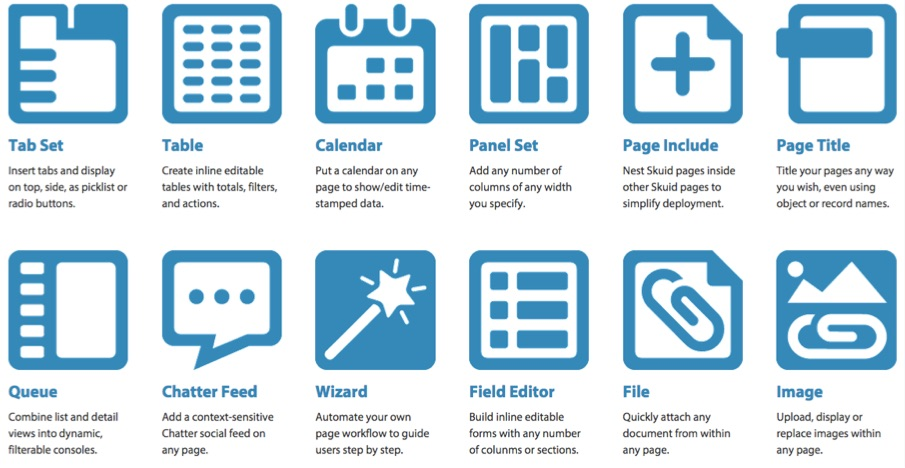 Tab Set
Insert tabs and display
on top, side, as picklist or
radio buttons.
Table
Create inline editable
tables with totals, filters,
and actions.
Calendar
Put a calendar on any
page to show/edit time-
stamped data.
Panel Set
Add any number of
columns of any width
you specify.
Page Include
Nest Skuid pages inside
other Skuid pages to
simplify deployment.
Page Title
Title your pages any way
you wish, even using
object or record names.
Queue
Combine list and detail
views into dynamic,
filterable consoles.
Chatter Feed
Add a context-sensitive
Chatter social feed on
any page.
Wizard
Automate your own
page workflow to guide
users step by step.
Field Editor
Build inline editable
forms with any number
of colunms or sections.
File
Quickly attach any
document from within
any page.
Image
Upload, display or
replace images within
any page.